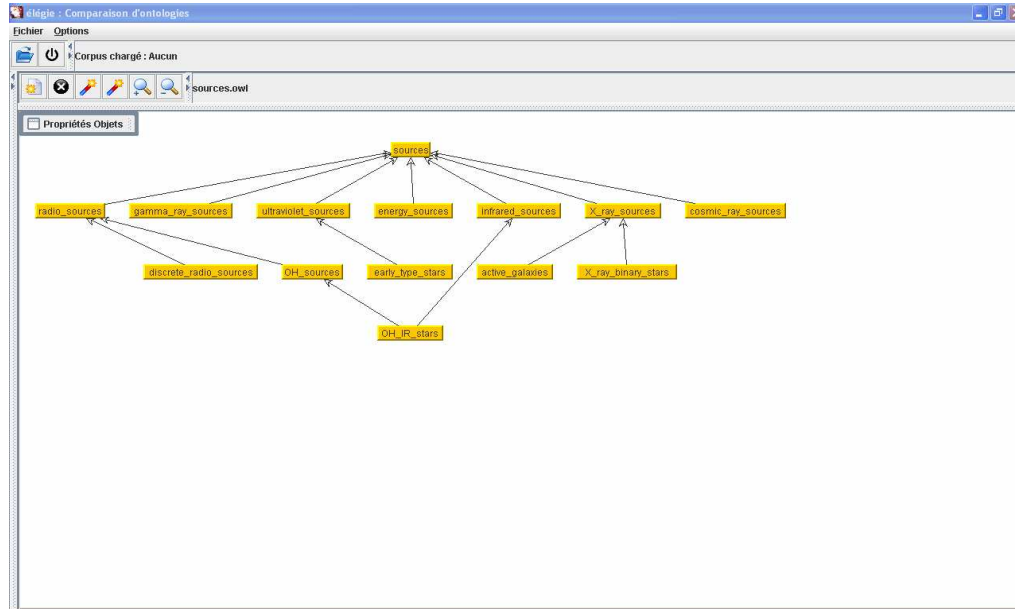 élégie : Comparaison d'ontologies
Fichier Options
Corpus chargé : Aucun
sources.owl
Propriétés Objets
sources
radio_sources gamma_ray_sources ultraviolet_sources energy_sources infrared_sources X_ray_sources cosmic_ray_sources
discrete_radio_sources OH_sources early_type_stars active_galaxies X_ray_binary_stars
OH_IR_stars